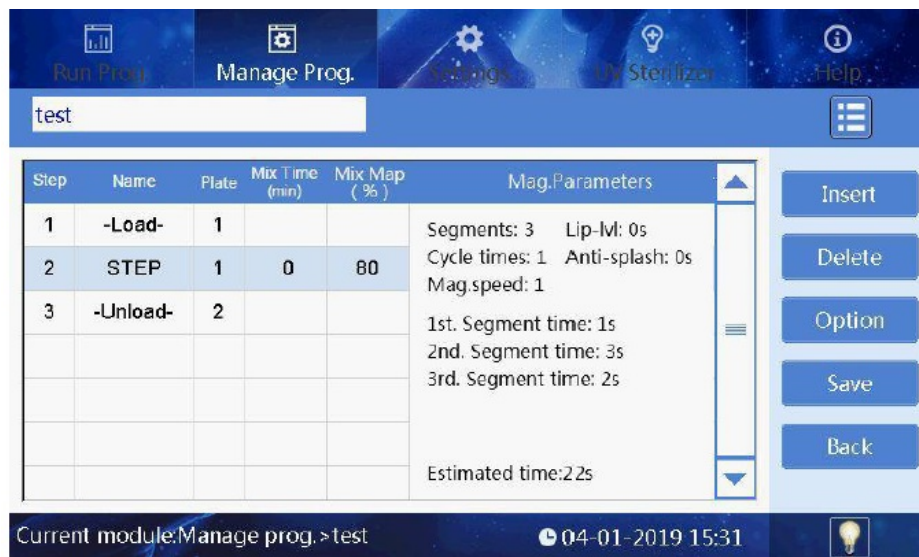 Run Prog. Manage Prog. Settings UV Sterilizer Help
test
Step Name Plate Mix Time (min) Mix Map ( % ) Mag.Parameters
1 -Load- 1
2 STEP 1 0 80
3 -Unload- 2
Segments: 3 Lip-lvl: 0s
Cycle times: 1 Anti-splash: 0s
Mag.speed: 1
1st. Segment time: 1s
2nd. Segment time: 3s
3rd. Segment time: 2s
Estimated time:22s
Insert
Delete
Option
Save
Back
Current module:Manage prog.>test 04-01-2019 15:31